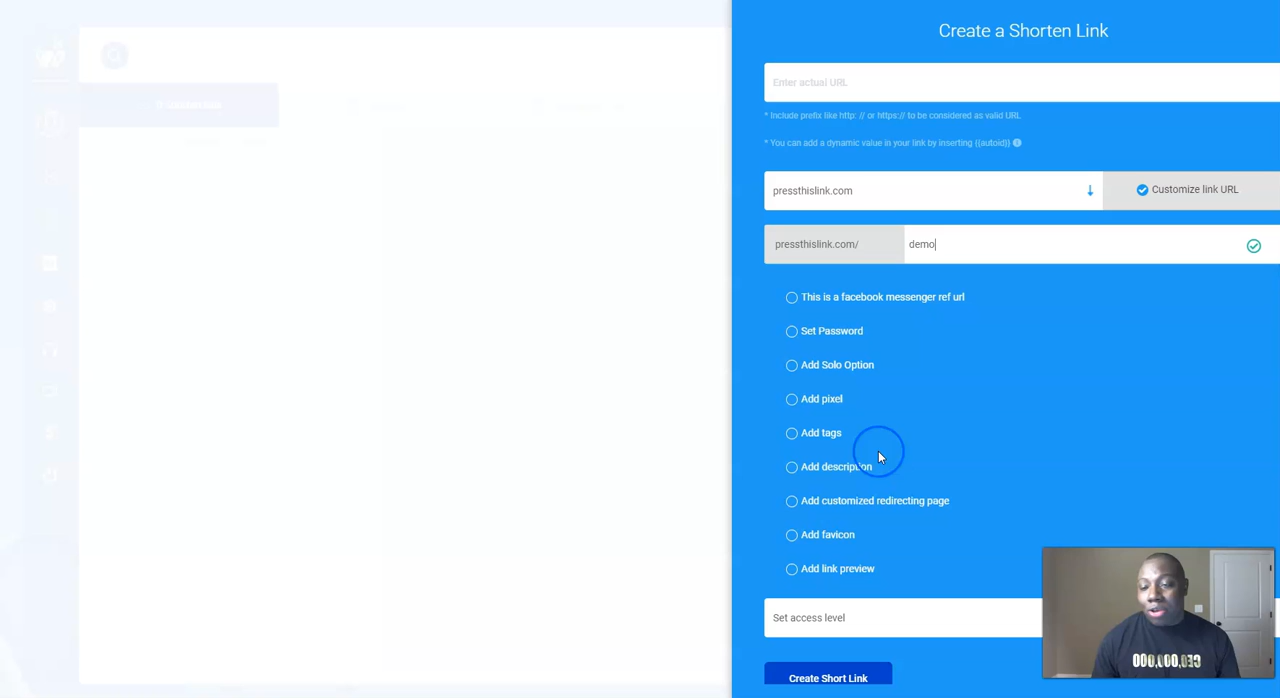 Create a Shorten Link
Enter actual URL
* Include prefix like http: // or https:// to be considered as valid URL
* You can add a dynamic value in your link by inserting {{autoid}}
pressthislink.com
Customize link URL
pressthislink.com/
demo
This is a facebook messenger ref url
Set Password
Add Solo Option
Add pixel
Add tags
Add description
Add customized redirecting page
Add favicon
Add link preview
Set access level
Create Short Link